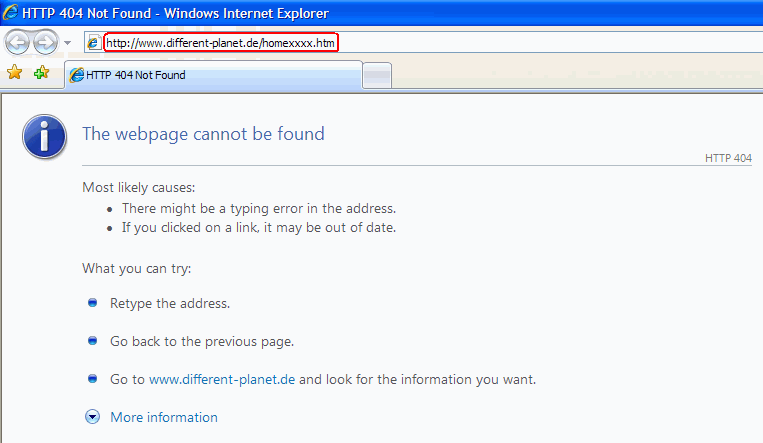 HTTP 404 Not Found - Windows Internet Explorer
http://www.different-planet.de/homexxxx.htm
HTTP 404 Not Found
The webpage cannot be found
HTTP 404
Most likely causes:
• There might be a typing error in the address.
• If you clicked on a link, it may be out of date.
What you can try:
Retype the address.
Go back to the previous page.
Go to www.different-planet.de and look for the information you want.
More information